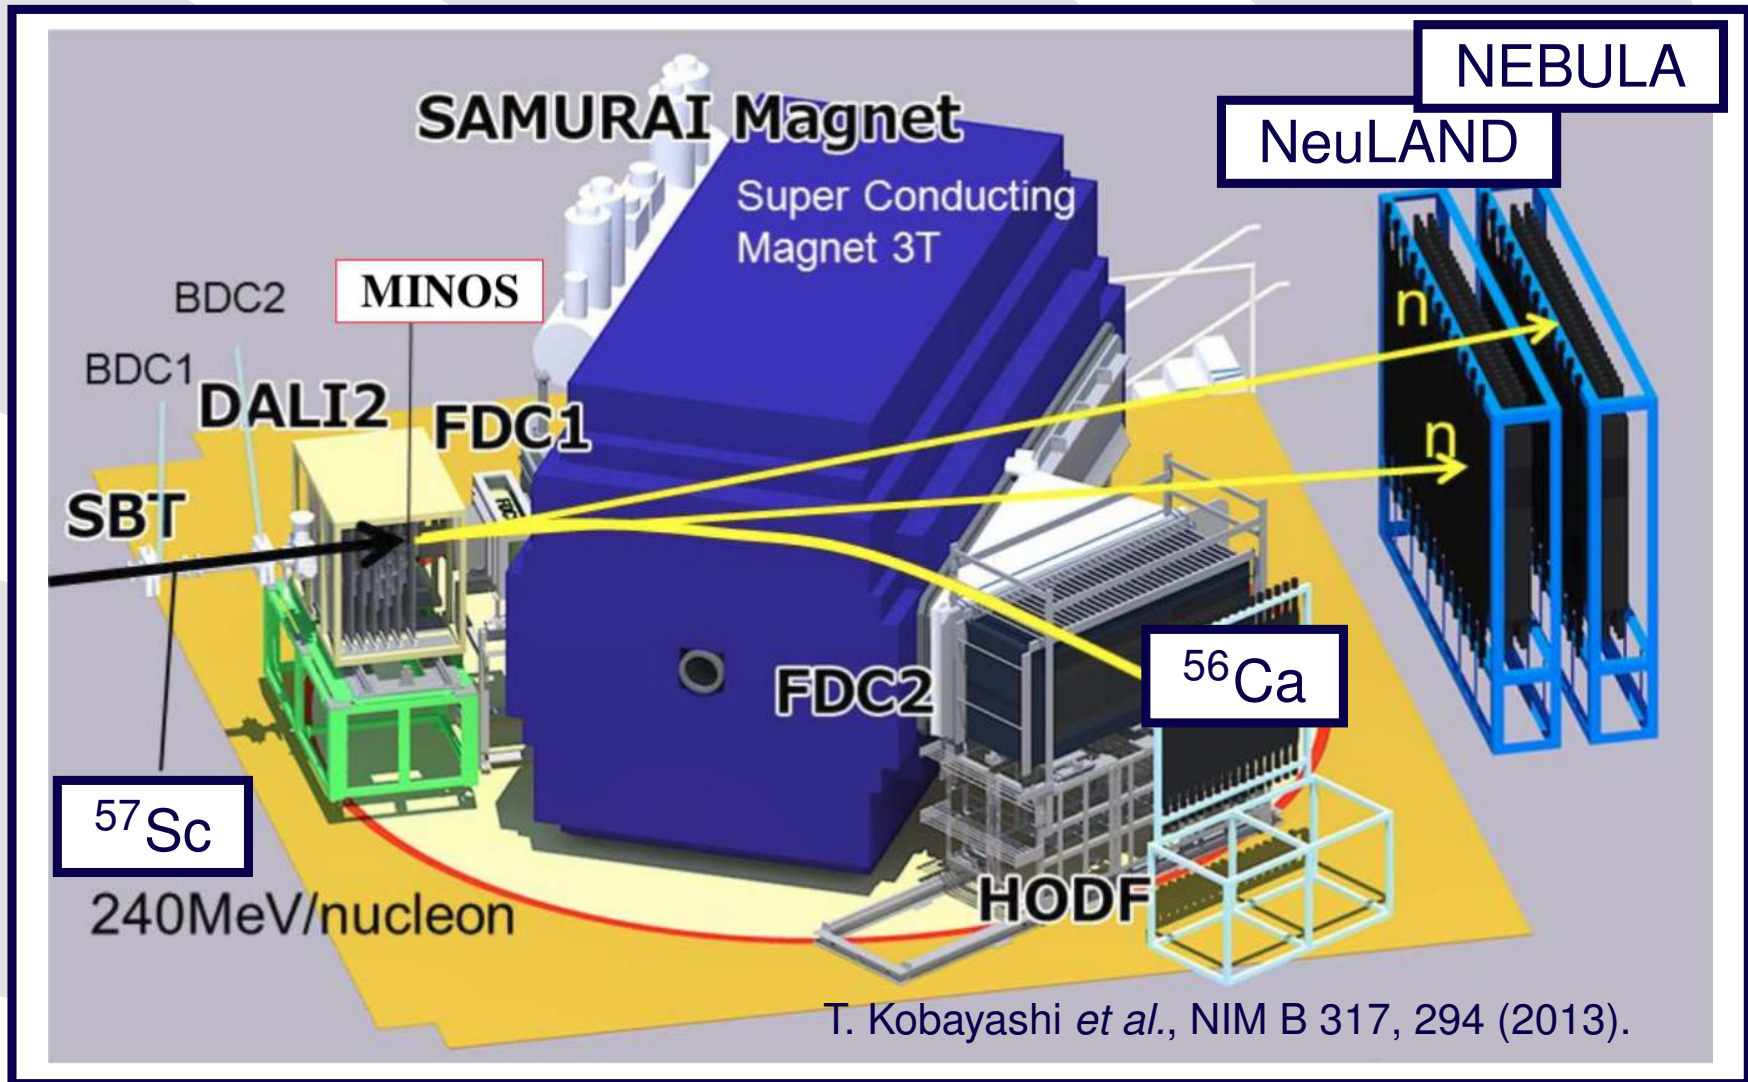 NEBULA
NeuLAND
SAMURAI Magnet
Super Conducting
Magnet 3T
MINOS
BDC2
BDC1
DALI2
FDC1
n
n
SBT
⁵⁶Ca
FDC2
⁵⁷Sc
240MeV/nucleon
HODF
T. Kobayashi et al., NIM B 317, 294 (2013).